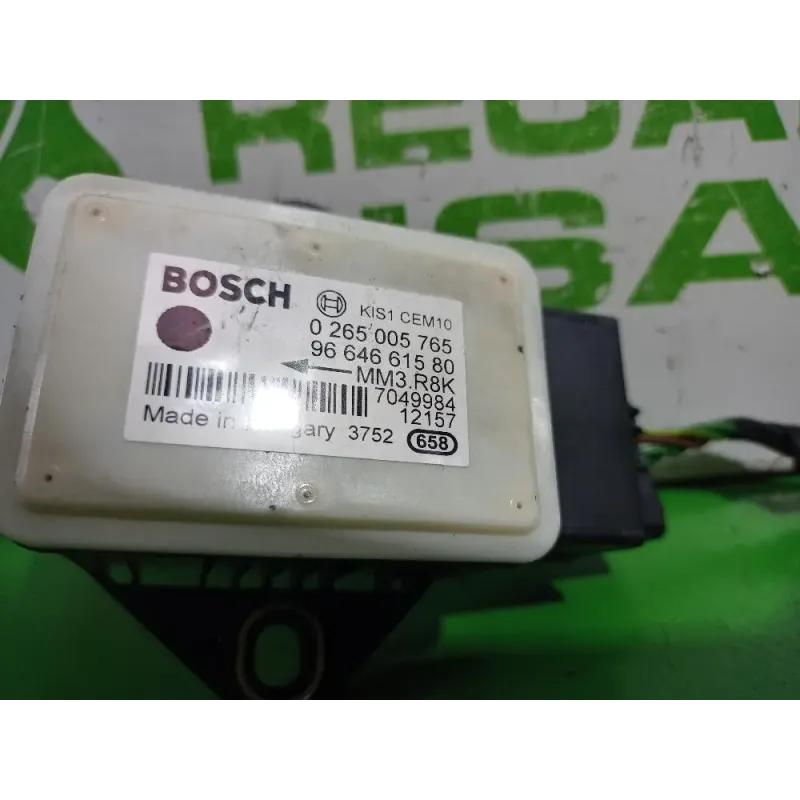 BOSCH
KIS1 CEM10
0 265 005 765
96 646 615 80
MM3.R8K
7049984
12157
Made in Hungary 3752 658